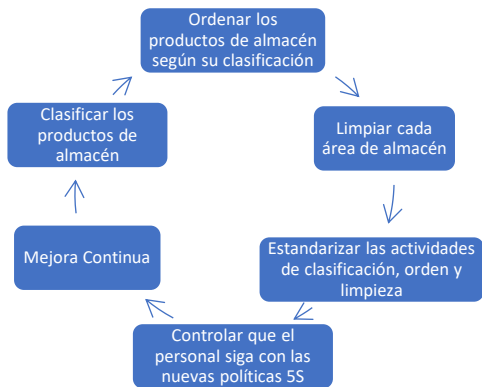 Ordenar los
productos de almacén
según su clasificación
Clasificar los
productos de
almacén
Limpiar cada
área de almacén
Mejora Continua
Estandarizar las actividades
de clasificación, orden y
limpieza
Controlar que el
personal siga con las
nuevas políticas 5S